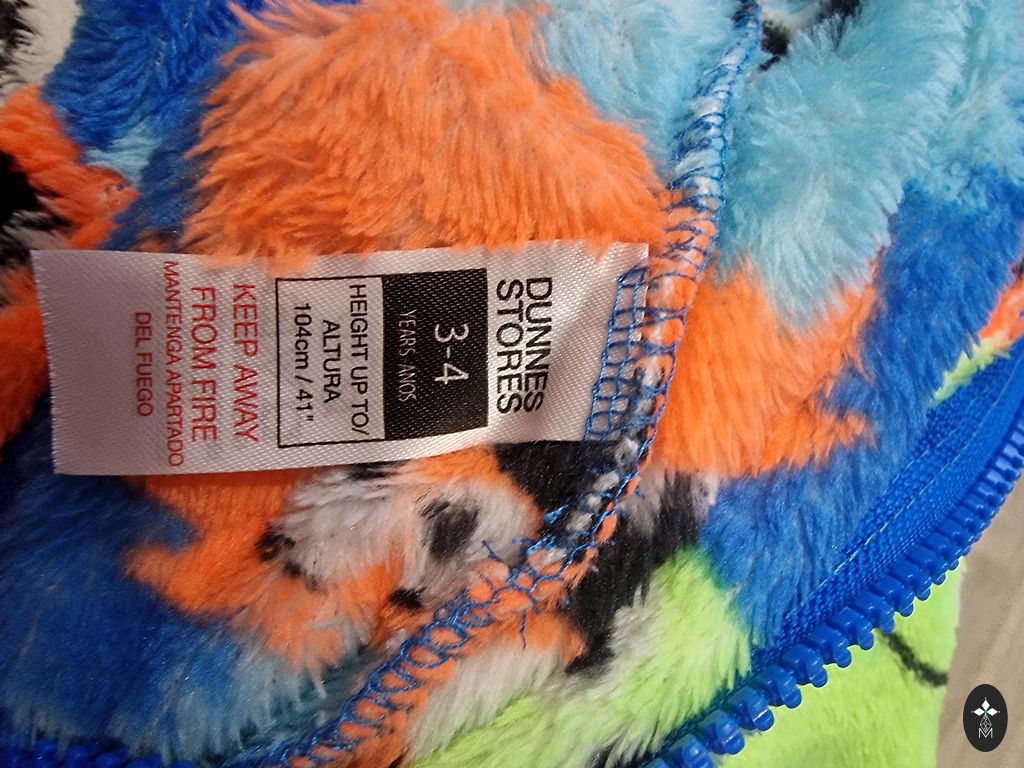 DUNNES
STORES
3-4
YEARS AÑOS
HEIGHT UP TO/
ALTURA
104cm / 41"
KEEP AWAY
FROM FIRE
MANTENGA APARTADO
DEL FUEGO
M